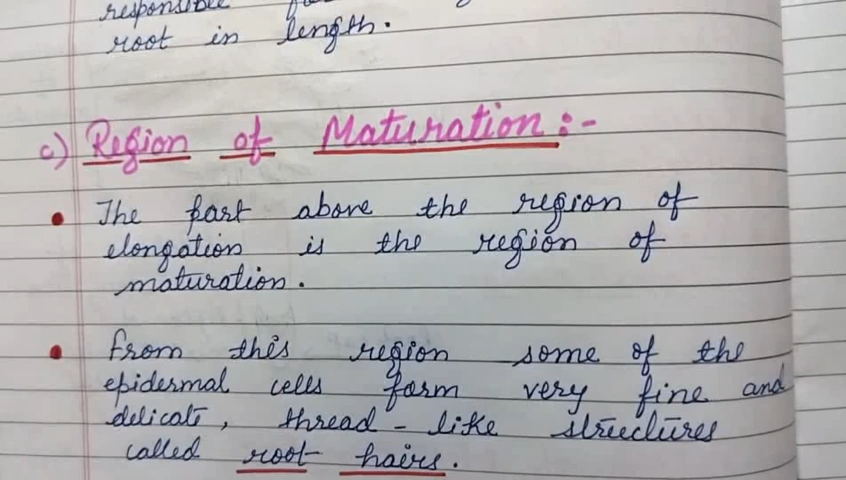 responsible
root in length.
c) Region of Maturation:-
• The part above the region of
elongation is the region of
maturation.
• From this region some of the
epidermal cells form very fine and
delicate, thread-like structures
called root hairs.